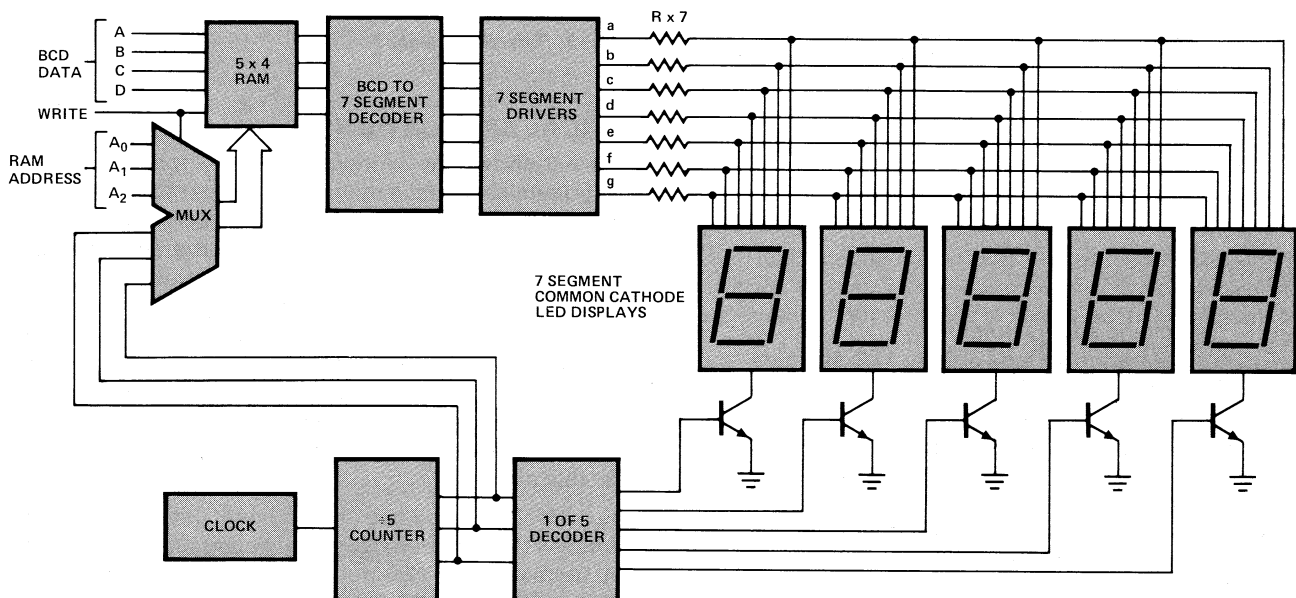 BCD
DATA
A
B
C
D
WRITE
RAM
ADDRESS
A0
A1
A2
MUX
5 x 4
RAM
BCD TO
7 SEGMENT
DECODER
7 SEGMENT
DRIVERS
a
b
c
d
e
f
g
R x 7
7 SEGMENT
COMMON CATHODE
LED DISPLAYS
CLOCK
÷5
COUNTER
1 OF 5
DECODER